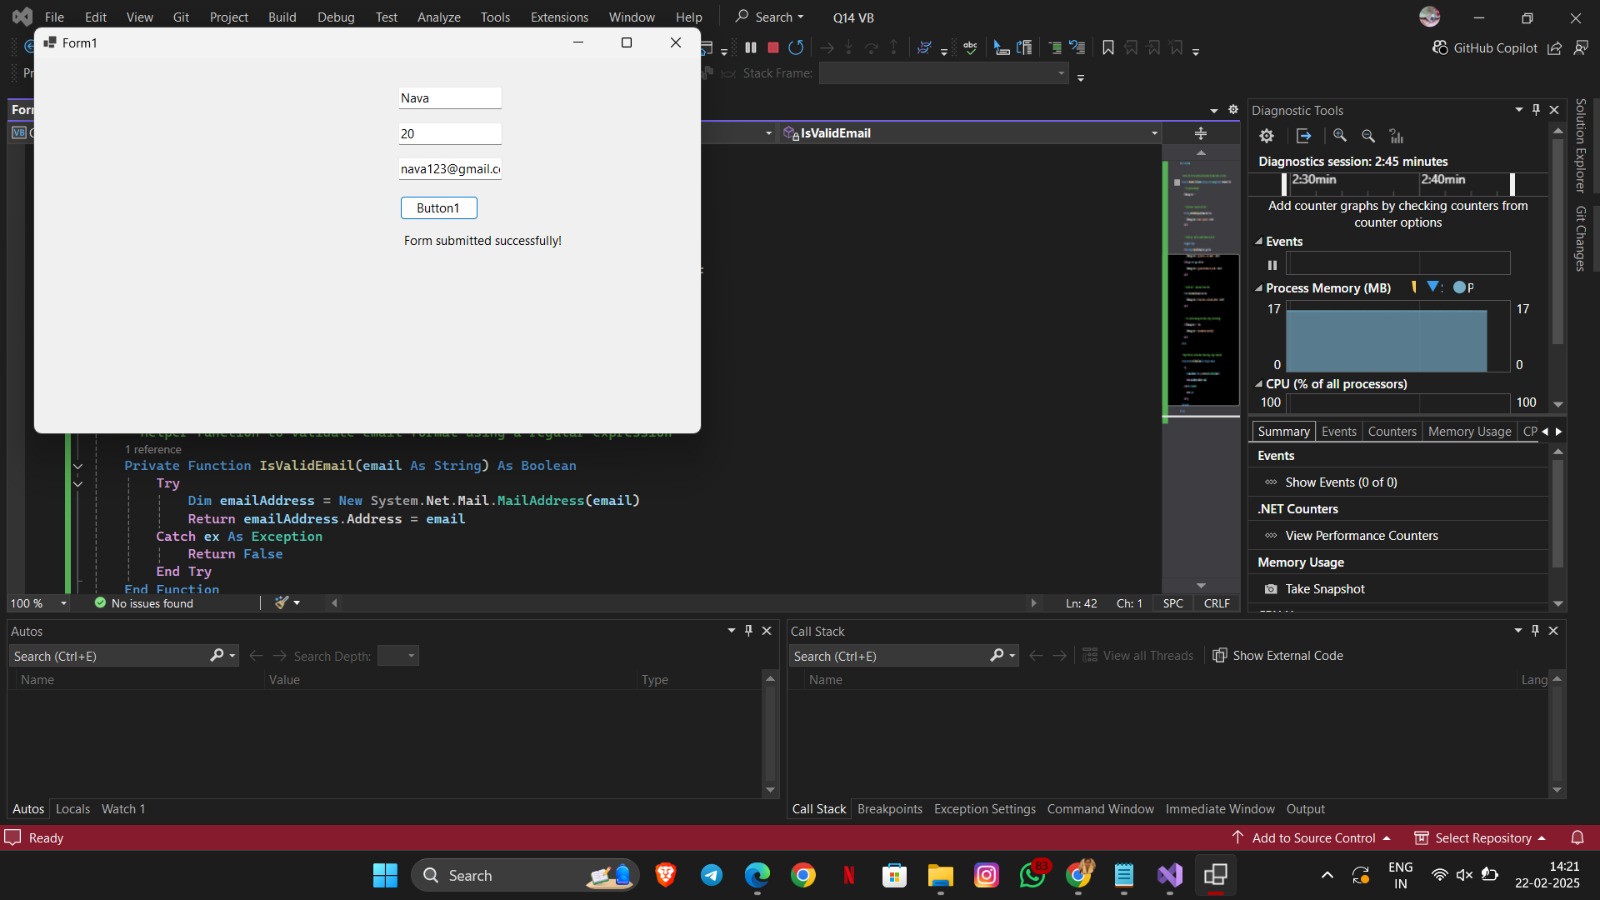 File Edit View Git Project Build Debug Test Analyze Tools Extensions Window Help Search Q14 VB
Form1
GitHub Copilot
Stack Frame:
Nava
20
nava123@gmail.c
Button1
Form submitted successfully!
IsValidEmail
1 reference
Private Function IsValidEmail(email As String) As Boolean
Try
Dim emailAddress = New System.Net.Mail.MailAddress(email)
Return emailAddress.Address = email
Catch ex As Exception
Return False
End Try
End Function
100 % No issues found Ln: 42 Ch: 1 SPC CRLF
Diagnostic Tools
Diagnostics session: 2:45 minutes
2:30min 2:40min
Add counter graphs by checking counters from
counter options
Events
Process Memory (MB) P
17 17
0 0
CPU (% of all processors)
100 100
Summary Events Counters Memory Usage CP
Events
Show Events (0 of 0)
.NET Counters
View Performance Counters
Memory Usage
Take Snapshot
Solution Explorer
Git Changes
Autos
Search (Ctrl+E) Search Depth:
Name Value Type
Autos Locals Watch 1
Call Stack
Search (Ctrl+E) View all Threads Show External Code
Name Lang
Call Stack Breakpoints Exception Settings Command Window Immediate Window Output
Ready Add to Source Control Select Repository
Search
83
ENG
IN
14:21
22-02-2025